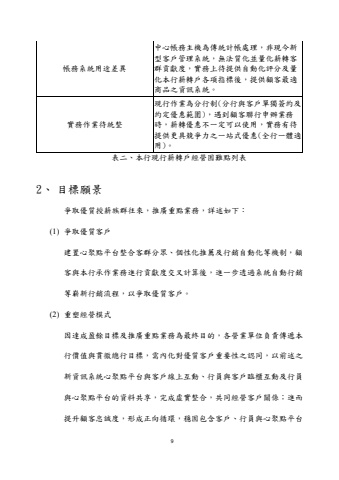 帳務系統用途差異
中心帳務主機為傳統計帳處理，非現今新
型客戶管理系統，無法質化並量化薪轉客
群貢獻度，實務上待提供自動化評分及量
化本行薪轉戶各項指標後，提供顧客最適
商品之資訊系統。
實務作業待統整
現行作業為分行制(分行與客戶單獨簽約及
約定優惠範圍)，遇到顧客聯行申辦業務
時，薪轉優惠不一定可以使用，實務有待
提供更具競爭力之一站式優惠(全行一體適
用)。
表二、本行現行薪轉戶經營困難點列表
2、 目標願景
爭取優質授薪族群往來，推廣重點業務，詳述如下：
(1) 爭取優質客戶
建置心聚點平台整合客群分眾、個性化推薦及行銷自動化等機制，顧
客與本行承作業務進行貢獻度交叉計算後，進一步透過系統自動行銷
等嶄新行銷流程，以爭取優質客戶。
(2) 重塑經營模式
因達成盈餘目標及推廣重點業務為最終目的，各營業單位負責傳遞本
行價值與貫徹總行目標，需內化對優質客戶重要性之認同，以前述之
新資訊系統心聚點平台與客戶線上互動、行員與客戶臨櫃互動及行員
與心聚點平台的資料共享，完成虛實整合，共同經營客戶關係；進而
提升顧客忠誠度，形成正向循環，穩固包含客戶、行員與心聚點平台
9